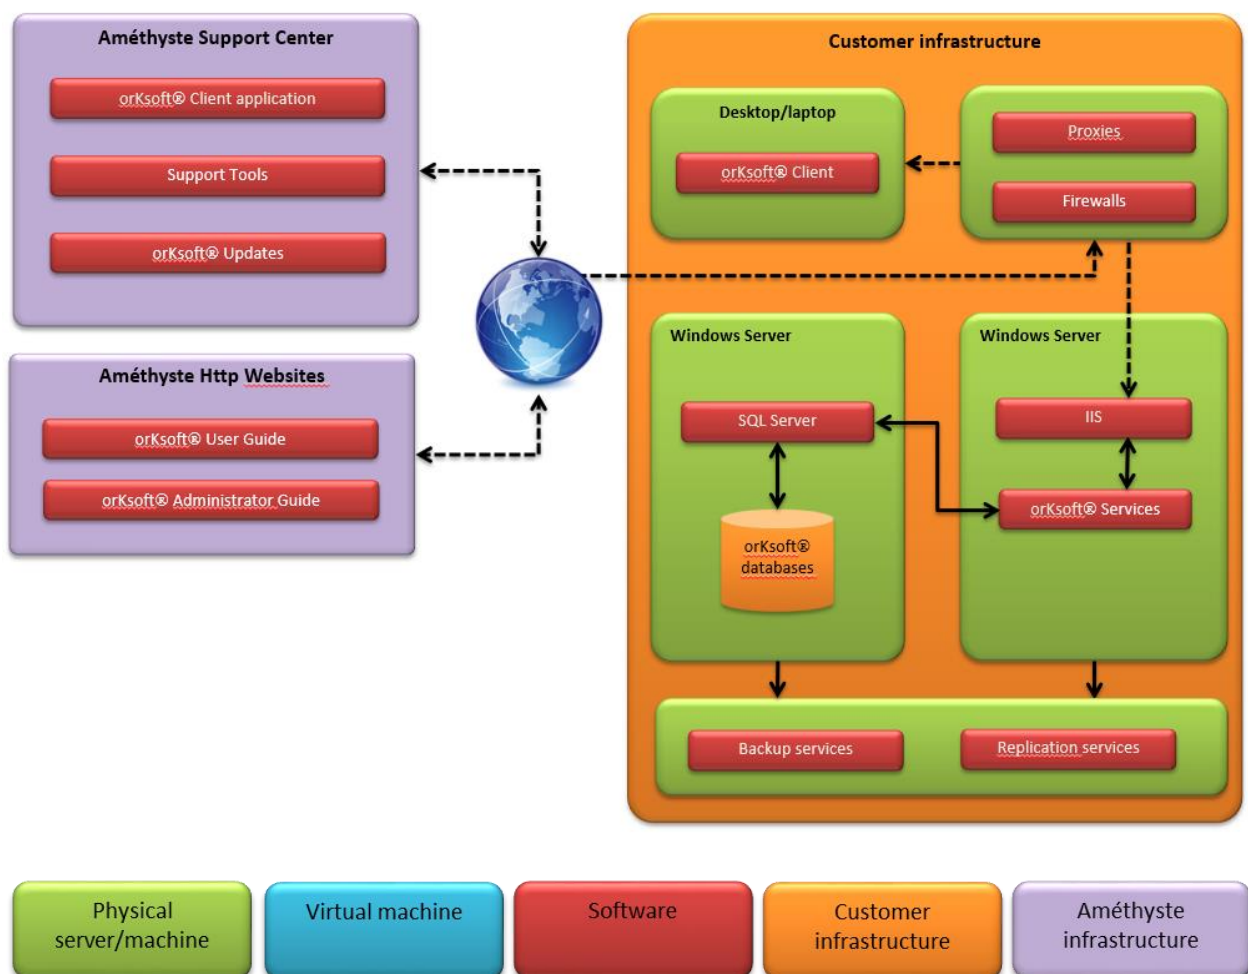 Améthyste Support Center
orKsoft® Client application
Support Tools
orKsoft® Updates
Améthyste Http Websites
orKsoft® User Guide
orKsoft® Administrator Guide
Customer infrastructure
Desktop/laptop
orKsoft® Client
Proxies
Firewalls
Windows Server
SQL Server
orKsoft®
databases
Windows Server
IIS
orKsoft® Services
Backup services
Replication services
Physical
server/machine
Virtual machine
Software
Customer
infrastructure
Améthyste
infrastructure